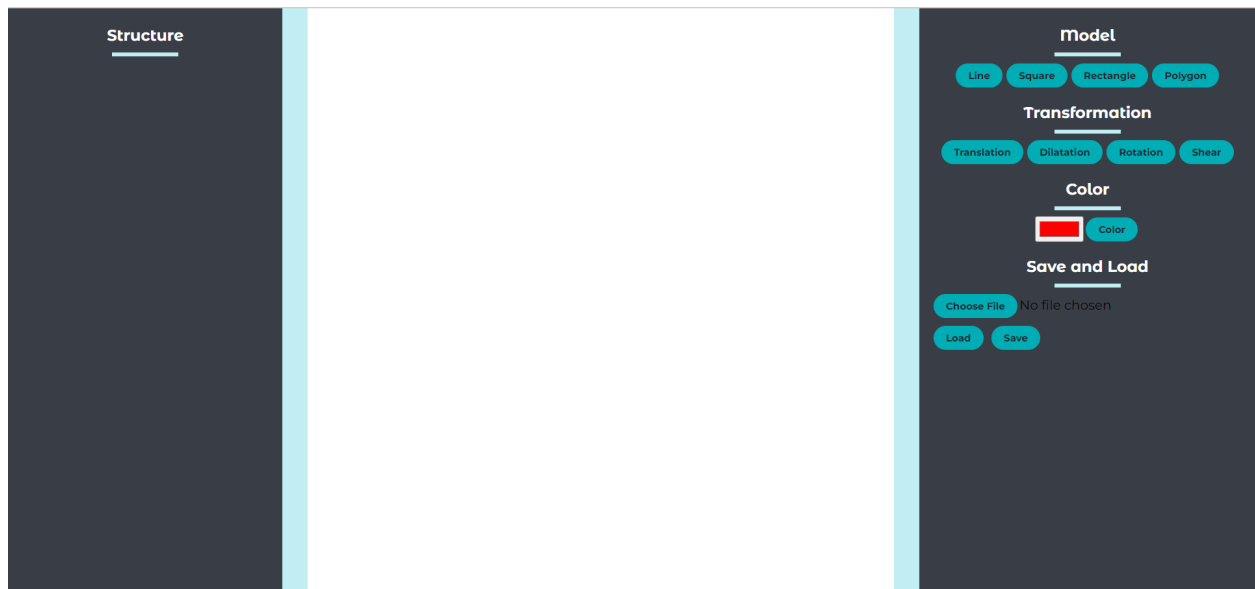 Structure
Model
Line Square Rectangle Polygon
Transformation
Translation Dilatation Rotation Shear
Color
Color
Save and Load
Choose File No file chosen
Load Save